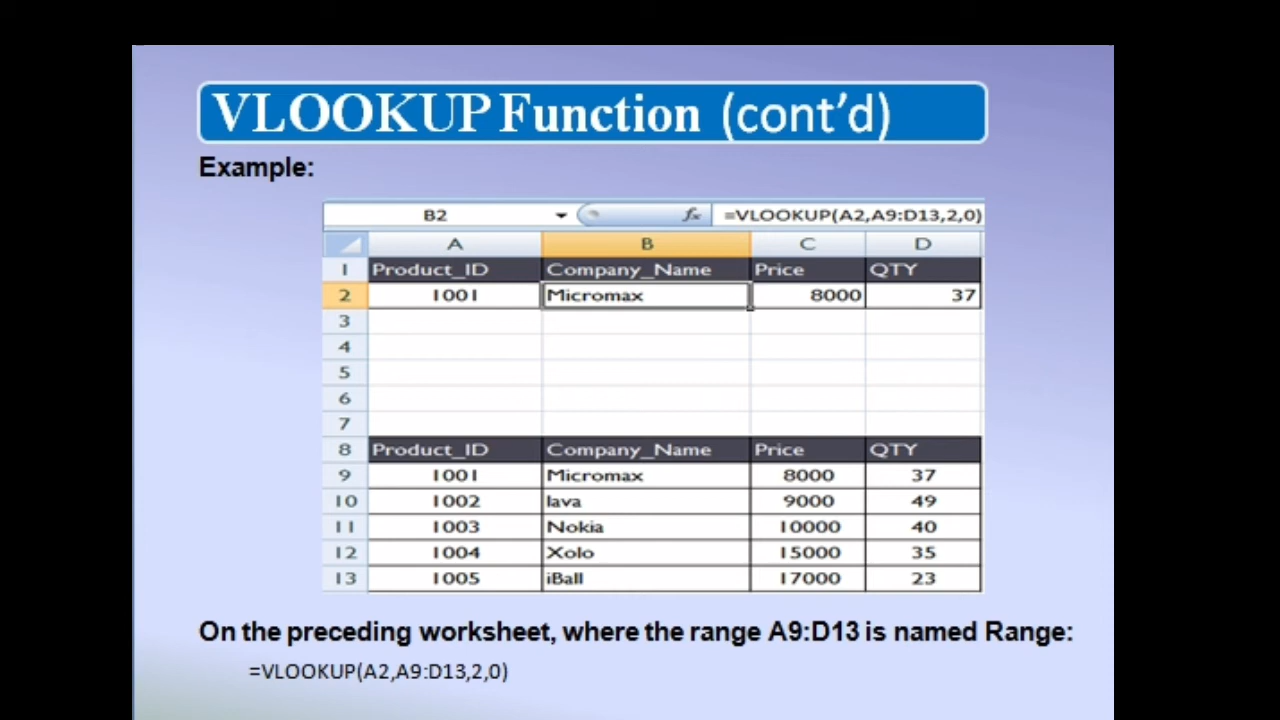 VLOOKUP Function (cont'd)
Example:
B2 fx =VLOOKUP(A2,A9:D13,2,0)
A B C D
1 Product_ID Company_Name Price QTY
2 1001 Micromax 8000 37
3
4
5
6
7
8 Product_ID Company_Name Price QTY
9 1001 Micromax 8000 37
10 1002 lava 9000 49
11 1003 Nokia 10000 40
12 1004 Xolo 15000 35
13 1005 iBall 17000 23
On the preceding worksheet, where the range A9:D13 is named Range:
=VLOOKUP(A2,A9:D13,2,0)